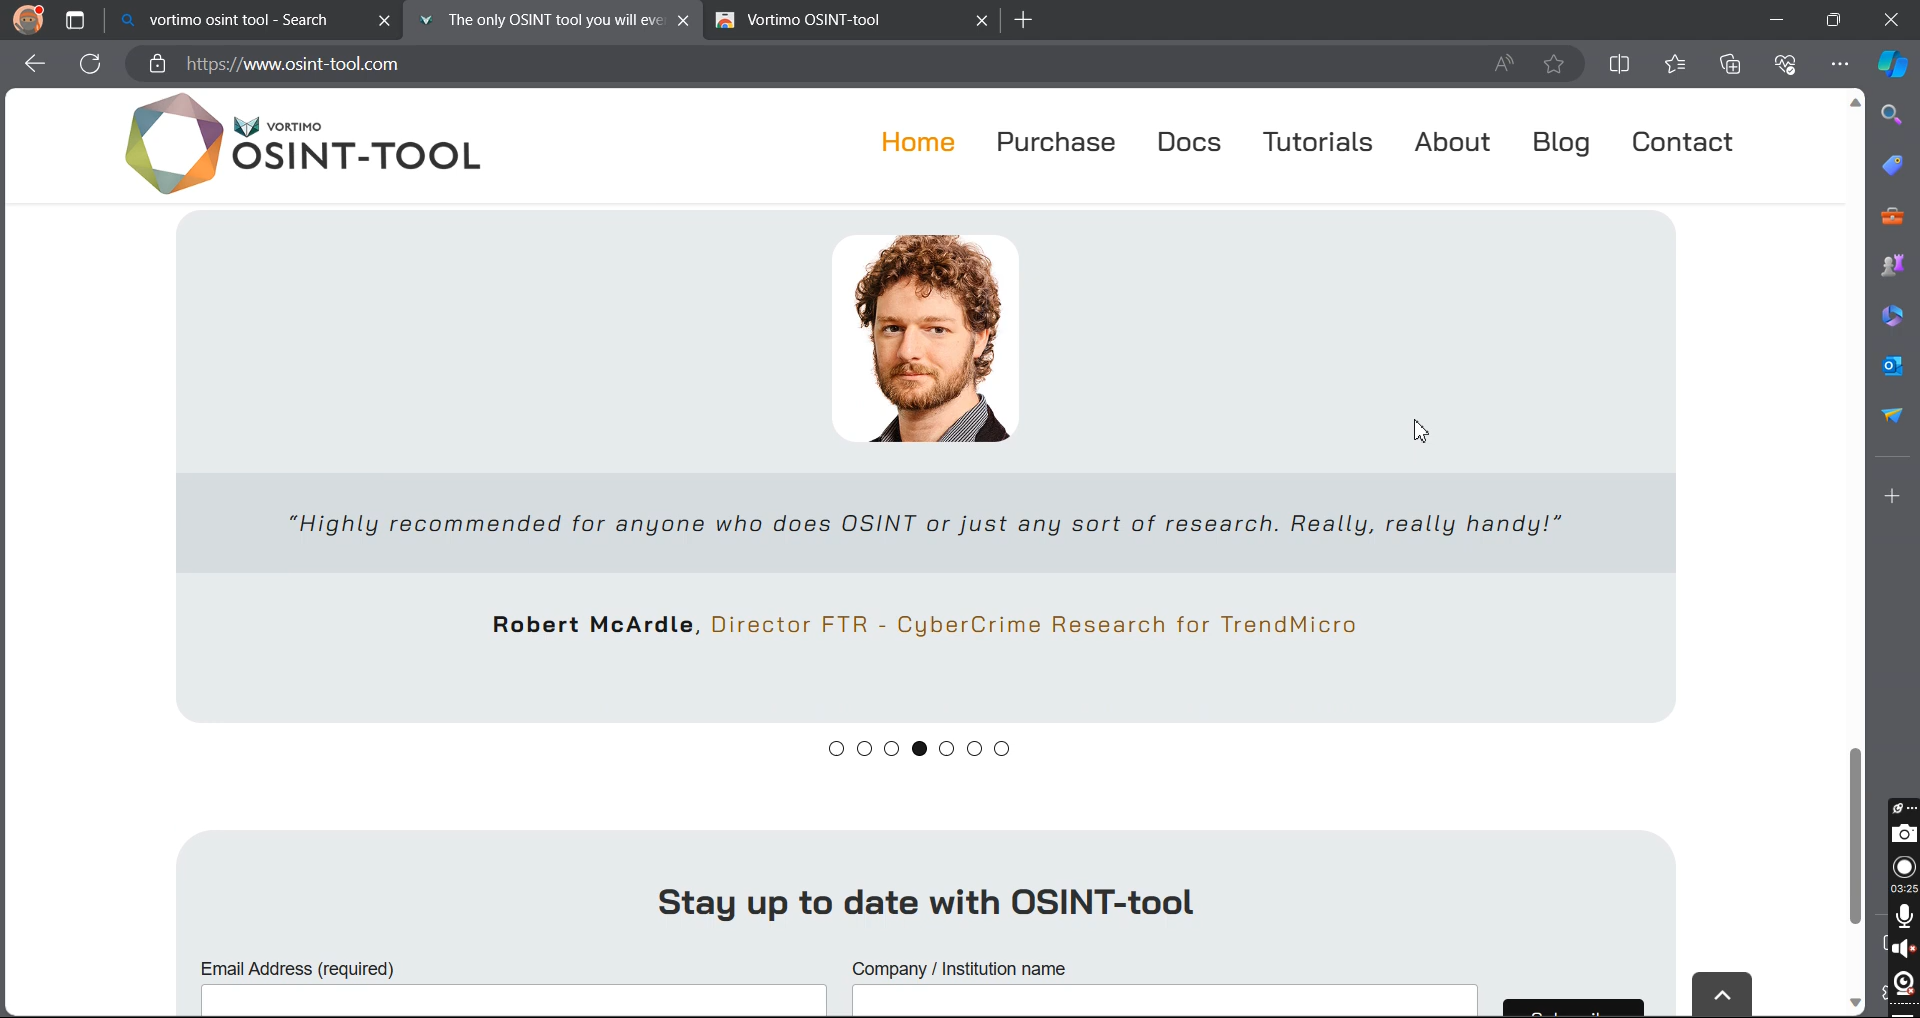 vortimo osint tool - Search
The only OSINT tool you will eve
Vortimo OSINT-tool
https://www.osint-tool.com
VORTIMO
OSINT-TOOL
Home Purchase Docs Tutorials About Blog Contact
“Highly recommended for anyone who does OSINT or just any sort of research. Really, really handy!”
Robert McArdle, Director FTR - CyberCrime Research for TrendMicro
Stay up to date with OSINT-tool
Email Address (required)
Company / Institution name
03:25